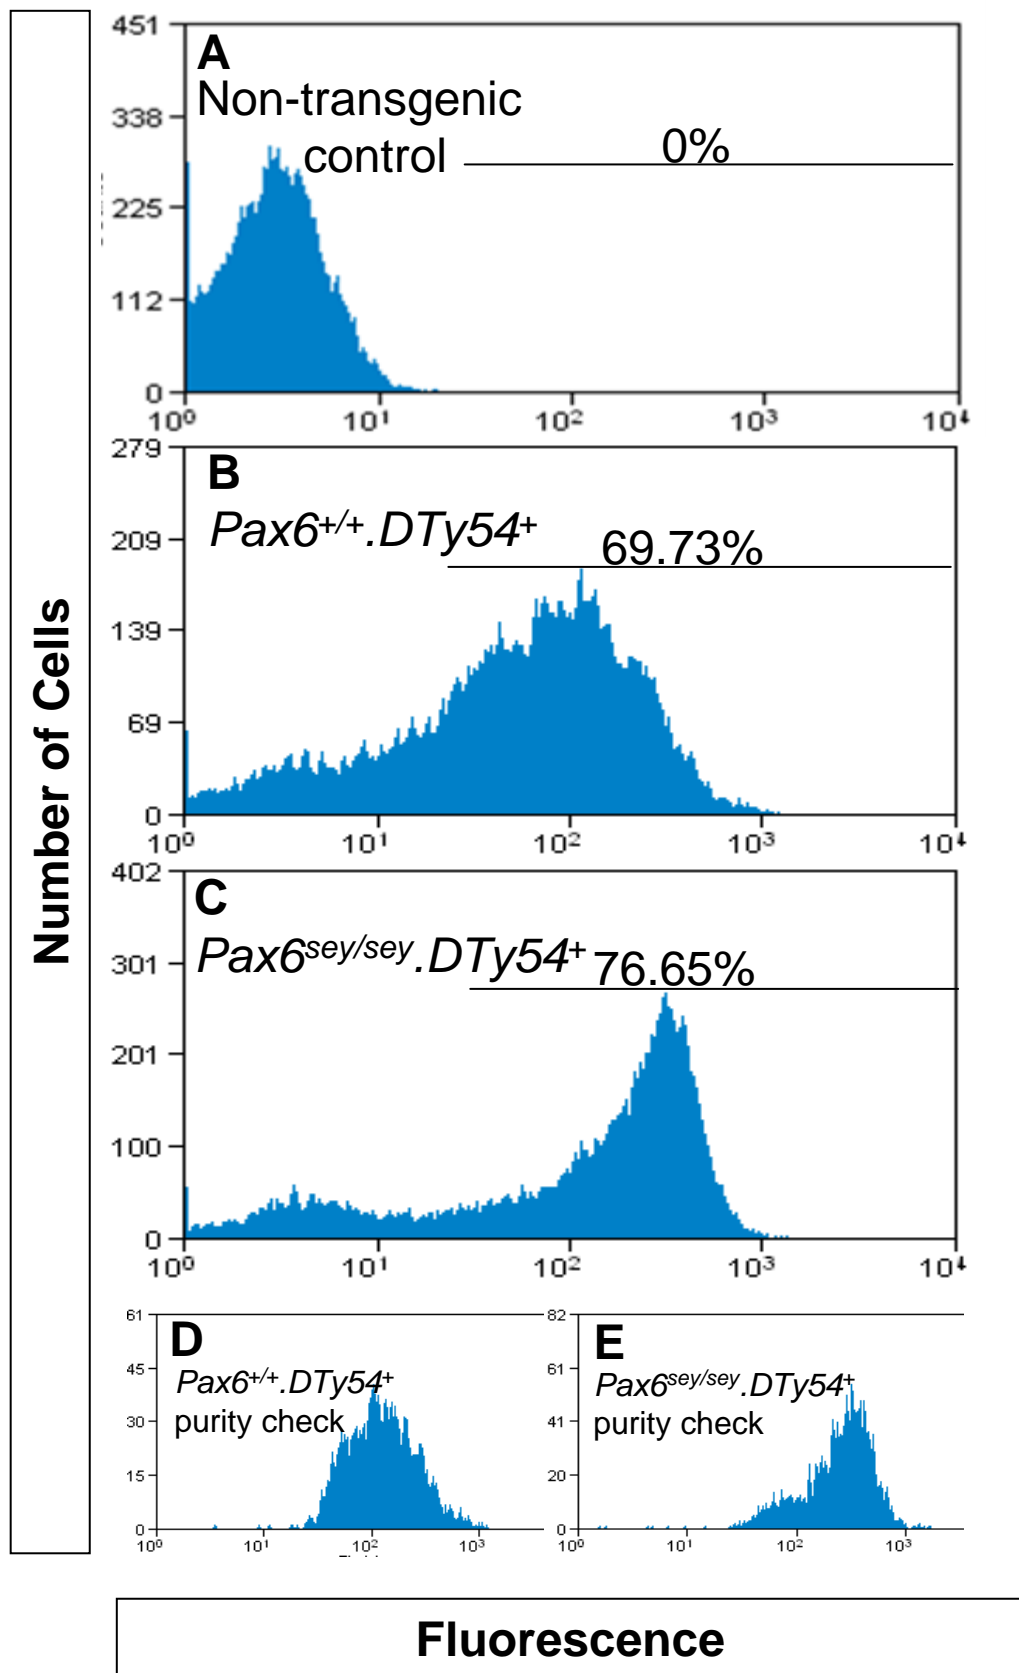 Number of Cells
451
A
Non-transgenic
338
control
0%
225
112
0
10⁰ 10¹ 10² 10³ 10⁴
279
B
Pax6+/+.DTy54+
209
69.73%
139
69
0
10⁰ 10¹ 10² 10³ 10⁴
402
C
Pax6sey/sey.DTy54+
301
76.65%
201
100
0
10⁰ 10¹ 10² 10³ 10⁴
61
D
45
Pax6+/+.DTy54+
purity check
30
15
0
10⁰ 10¹ 10² 10³
82
E
61
Pax6sey/sey.DTy54+
purity check
41
20
0
10⁰ 10¹ 10² 10³
Fluorescence